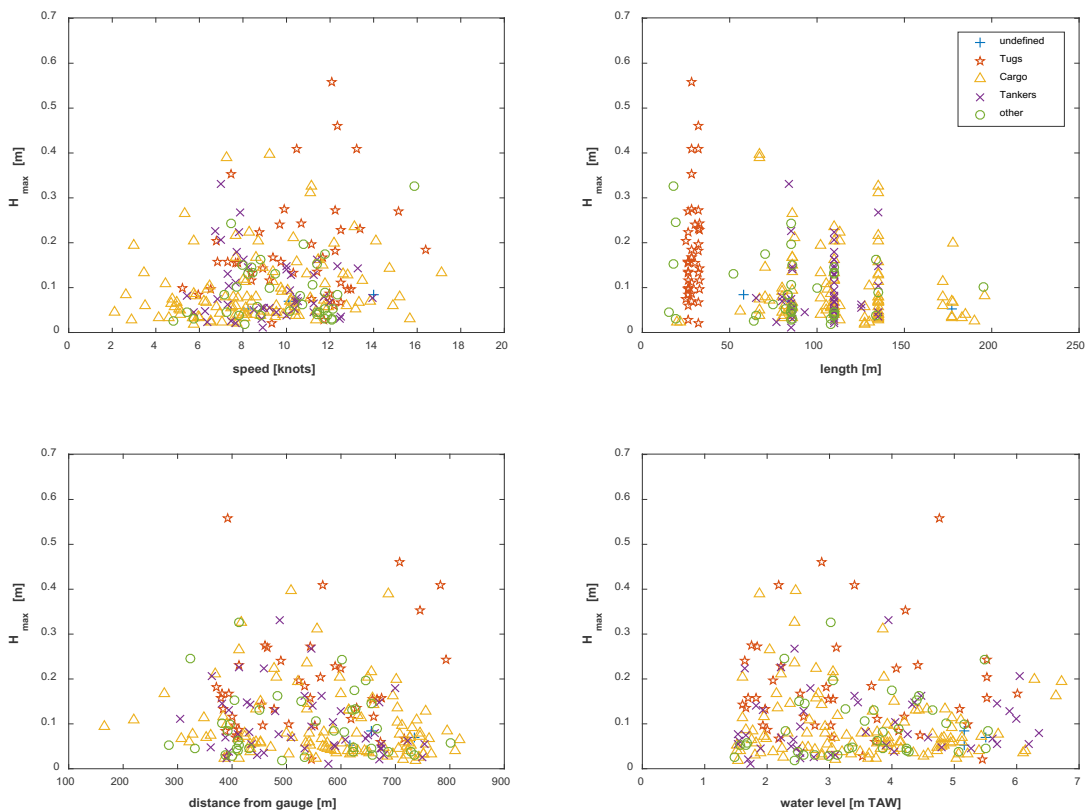 0.7
0.6
0.5
0.4
0.3
0.2
0.1
0
H max [m]
0 2 4 6 8 10 12 14 16 18 20
speed [knots]
0.7
0.6
0.5
0.4
0.3
0.2
0.1
0
H max [m]
undefined
Tugs
Cargo
Tankers
other
0 50 100 150 200 250
length [m]
0.7
0.6
0.5
0.4
0.3
0.2
0.1
0
H max [m]
100 200 300 400 500 600 700 800 900
distance from gauge [m]
0.7
0.6
0.5
0.4
0.3
0.2
0.1
0
H max [m]
0 1 2 3 4 5 6 7
water level [m TAW]